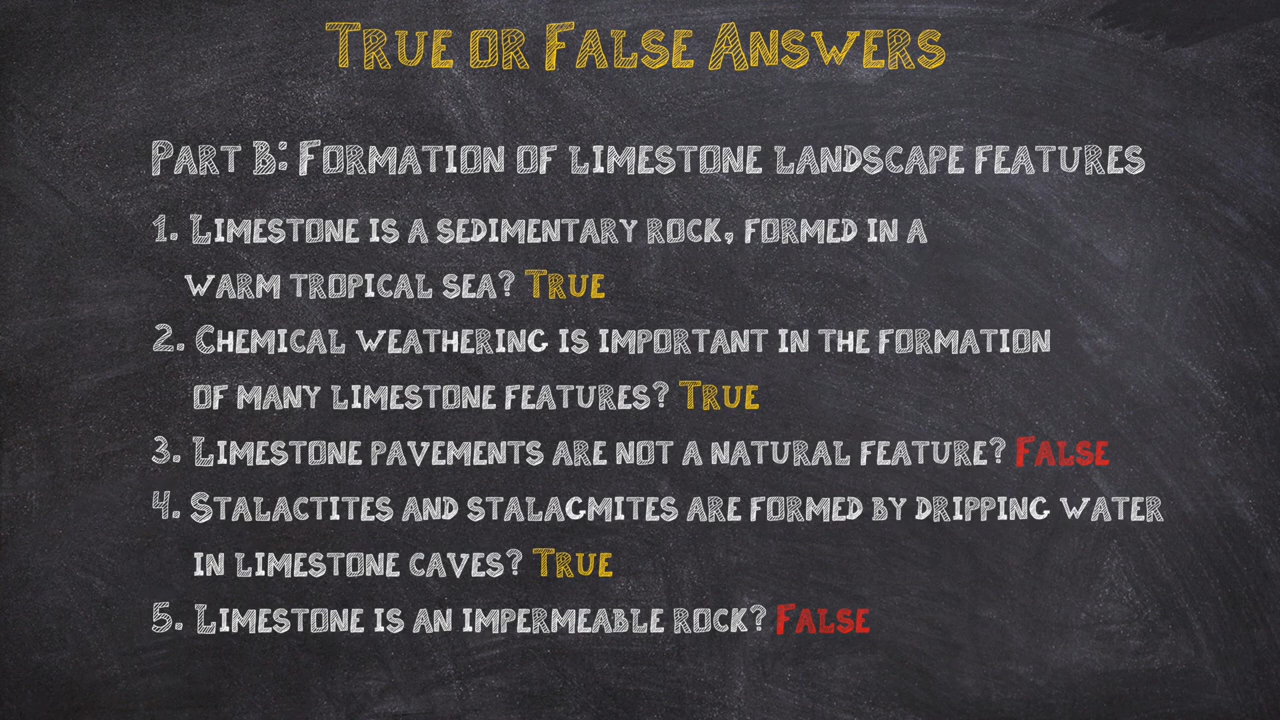 True or False Answers
Part B: Formation of limestone landscape features
1. Limestone is a sedimentary rock, formed in a
warm tropical sea? True
2. Chemical weathering is important in the formation
of many limestone features? True
3. Limestone pavements are not a natural feature? False
4. Stalactites and stalagmites are formed by dripping water
in limestone caves? True
5. Limestone is an impermeable rock? False